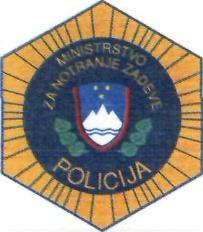 MINISTRSTVO
ZA NOTRANJE ZADEVE
POLICIJA